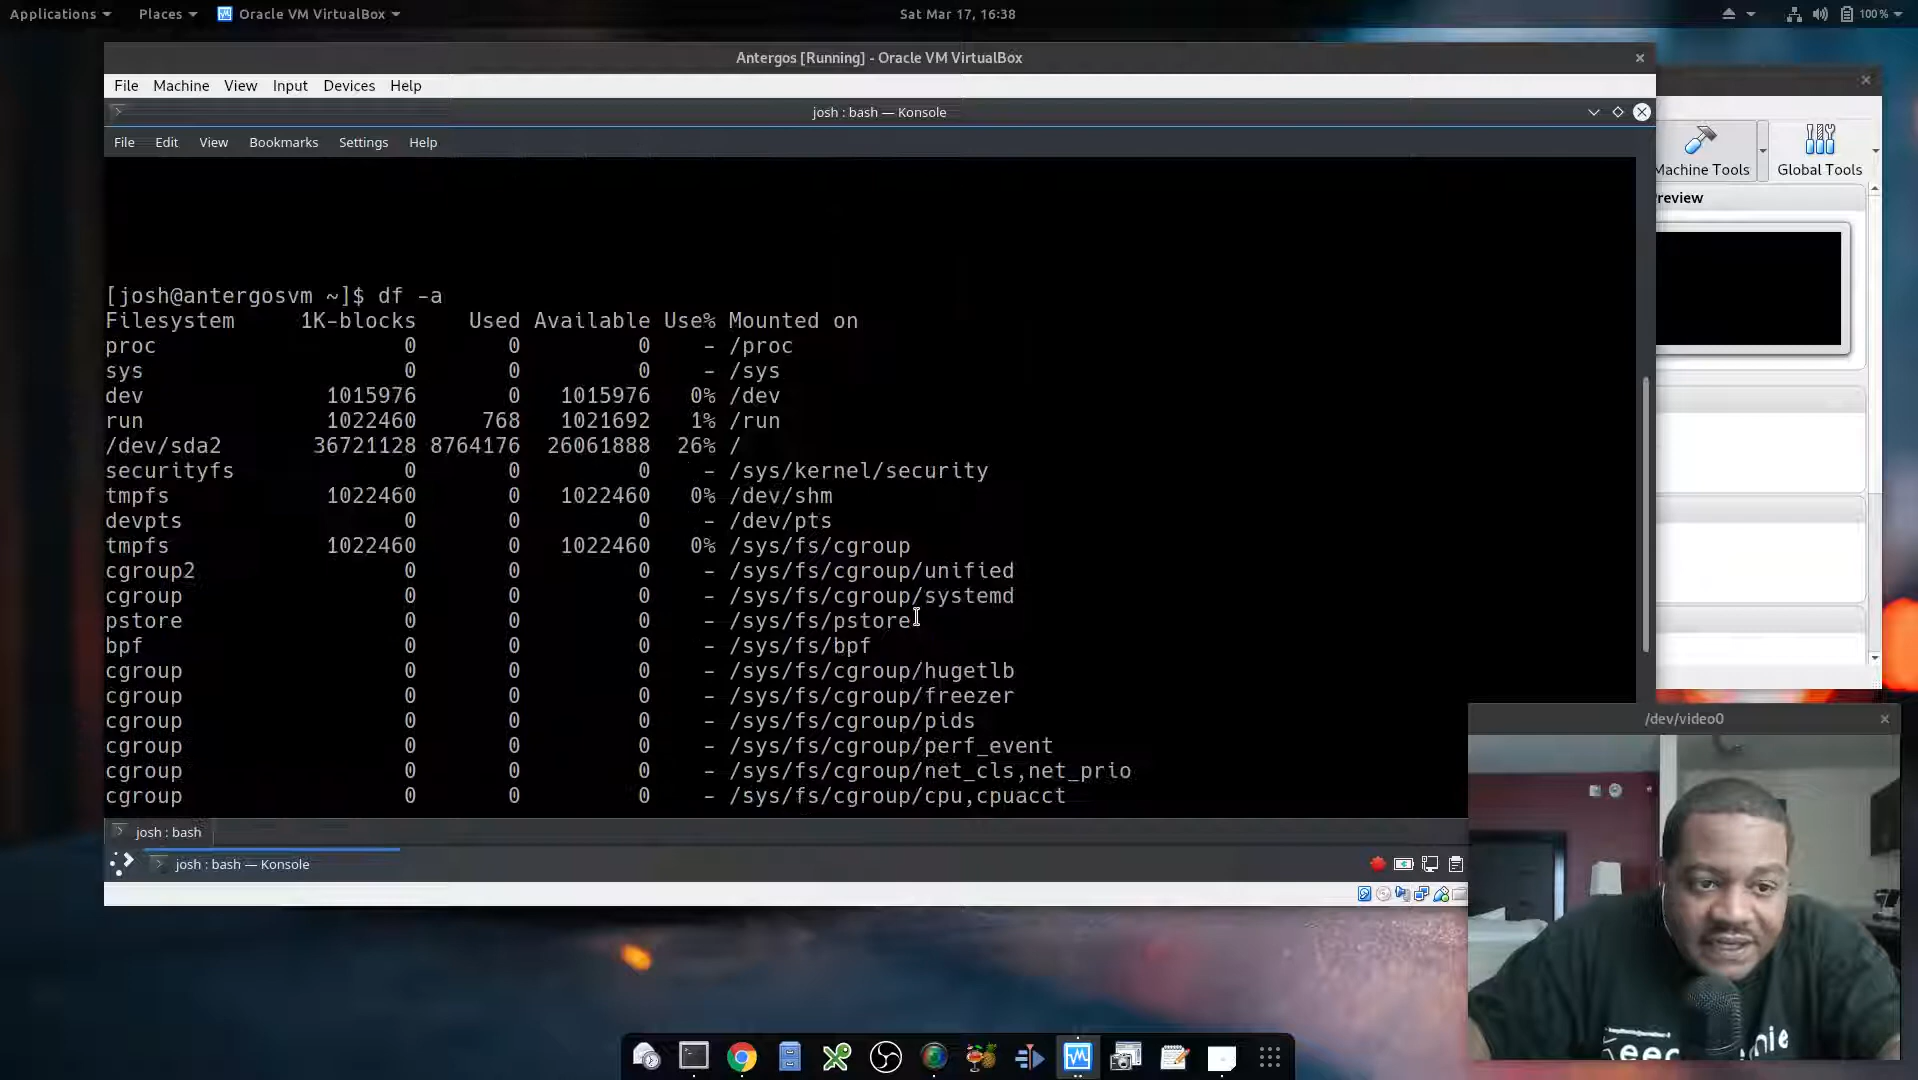 Applications Places Oracle VM VirtualBox Sat Mar 17, 16:38 100 %
Antergos [Running] - Oracle VM VirtualBox
File Machine View Input Devices Help
josh : bash — Konsole
File Edit View Bookmarks Settings Help
Machine Tools Global Tools
Preview
[josh@antergosvm ~]$ df -a
Filesystem 1K-blocks Used Available Use% Mounted on
proc 0 0 0 - /proc
sys 0 0 0 - /sys
dev 1015976 0 1015976 0% /dev
run 1022460 768 1021692 1% /run
/dev/sda2 36721128 8764176 26061888 26% /
securityfs 0 0 0 - /sys/kernel/security
tmpfs 1022460 0 1022460 0% /dev/shm
devpts 0 0 0 - /dev/pts
tmpfs 1022460 0 1022460 0% /sys/fs/cgroup
cgroup2 0 0 0 - /sys/fs/cgroup/unified
cgroup 0 0 0 - /sys/fs/cgroup/systemd
pstore 0 0 0 - /sys/fs/pstore
bpf 0 0 0 - /sys/fs/bpf
cgroup 0 0 0 - /sys/fs/cgroup/hugetlb
cgroup 0 0 0 - /sys/fs/cgroup/freezer
cgroup 0 0 0 - /sys/fs/cgroup/pids
cgroup 0 0 0 - /sys/fs/cgroup/perf_event
cgroup 0 0 0 - /sys/fs/cgroup/net_cls,net_prio
cgroup 0 0 0 - /sys/fs/cgroup/cpu,cpuacct
josh : bash
josh : bash — Konsole
/dev/video0